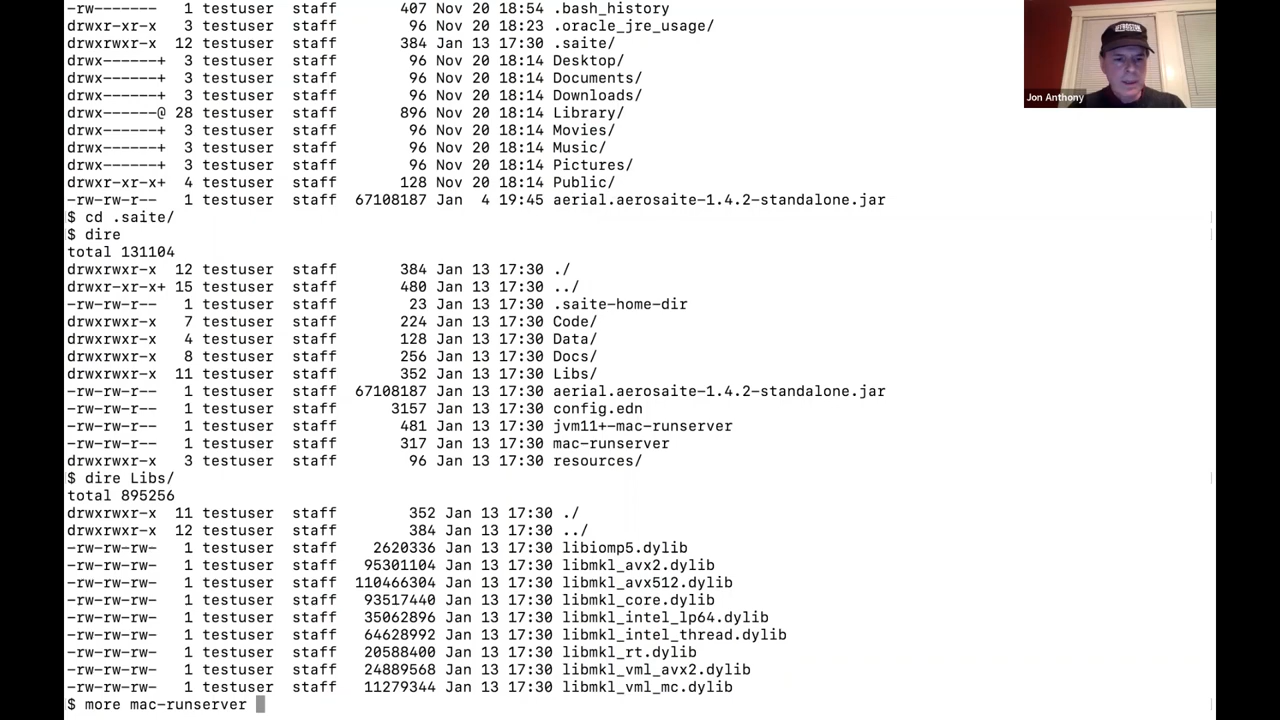 -rw-------  1 testuser  staff       407 Nov 20 18:54 .bash_history
drwxr-xr-x  3 testuser  staff        96 Nov 20 18:23 .oracle_jre_usage/
drwxrwxr-x  12 testuser  staff       384 Jan 13 17:30 .saite/
drwx------+  3 testuser  staff        96 Nov 20 18:14 Desktop/
drwx------+  3 testuser  staff        96 Nov 20 18:14 Documents/
drwx------+  3 testuser  staff        96 Nov 20 18:14 Downloads/
drwx------@ 28 testuser  staff       896 Nov 20 18:14 Library/
drwx------+  3 testuser  staff        96 Nov 20 18:14 Movies/
drwx------+  3 testuser  staff        96 Nov 20 18:14 Music/
drwx------+  3 testuser  staff        96 Nov 20 18:14 Pictures/
drwxr-xr-x+  4 testuser  staff       128 Nov 20 18:14 Public/
-rw-rw-r--  1 testuser  staff  67108187 Jan  4 19:45 aerial.aerosaite-1.4.2-standalone.jar
$ cd .saite/
$ dire
total 131104
drwxrwxr-x  12 testuser  staff       384 Jan 13 17:30 ./
drwxr-xr-x+ 15 testuser  staff       480 Jan 13 17:30 ../
-rw-rw-r--  1 testuser  staff        23 Jan 13 17:30 .saite-home-dir
drwxrwxr-x  7 testuser  staff       224 Jan 13 17:30 Code/
drwxrwxr-x  4 testuser  staff       128 Jan 13 17:30 Data/
drwxrwxr-x  8 testuser  staff       256 Jan 13 17:30 Docs/
drwxrwxr-x  11 testuser  staff       352 Jan 13 17:30 Libs/
-rw-rw-r--  1 testuser  staff  67108187 Jan 13 17:30 aerial.aerosaite-1.4.2-standalone.jar
-rw-rw-r--  1 testuser  staff      3157 Jan 13 17:30 config.edn
-rw-rw-r--  1 testuser  staff       481 Jan 13 17:30 jvm11+-mac-runserver
-rw-rw-r--  1 testuser  staff       317 Jan 13 17:30 mac-runserver
drwxrwxr-x  3 testuser  staff        96 Jan 13 17:30 resources/
$ dire Libs/
total 895256
drwxrwxr-x  11 testuser  staff        352 Jan 13 17:30 ./
drwxrwxr-x  12 testuser  staff        384 Jan 13 17:30 ../
-rw-rw-rw-  1 testuser  staff    2620336 Jan 13 17:30 libiomp5.dylib
-rw-rw-rw-  1 testuser  staff   95301104 Jan 13 17:30 libmkl_avx2.dylib
-rw-rw-rw-  1 testuser  staff  110466304 Jan 13 17:30 libmkl_avx512.dylib
-rw-rw-rw-  1 testuser  staff   93517440 Jan 13 17:30 libmkl_core.dylib
-rw-rw-rw-  1 testuser  staff   35062896 Jan 13 17:30 libmkl_intel_lp64.dylib
-rw-rw-rw-  1 testuser  staff   64628992 Jan 13 17:30 libmkl_intel_thread.dylib
-rw-rw-rw-  1 testuser  staff   20588400 Jan 13 17:30 libmkl_rt.dylib
-rw-rw-rw-  1 testuser  staff   24889568 Jan 13 17:30 libmkl_vml_avx2.dylib
-rw-rw-rw-  1 testuser  staff   11279344 Jan 13 17:30 libmkl_vml_mc.dylib
$ more mac-runserver
Jon Anthony